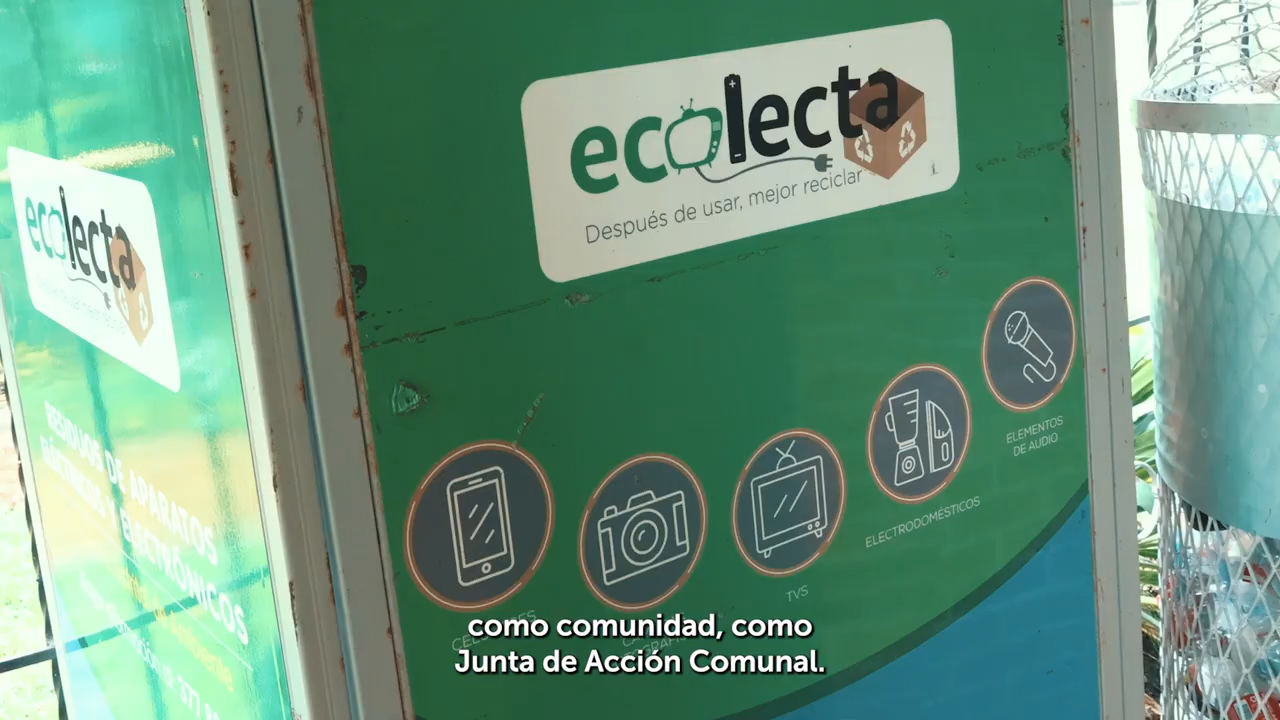 ecolecta
Después de usar, mejor reciclar
ecolecta
RESIDUOS DE APARATOS
ELÉCTRICOS Y ELECTRÓNICOS
ELEMENTOS
DE AUDIO
ELECTRODOMÉSTICOS
TVS
como comunidad, como
Junta de Acción Comunal.